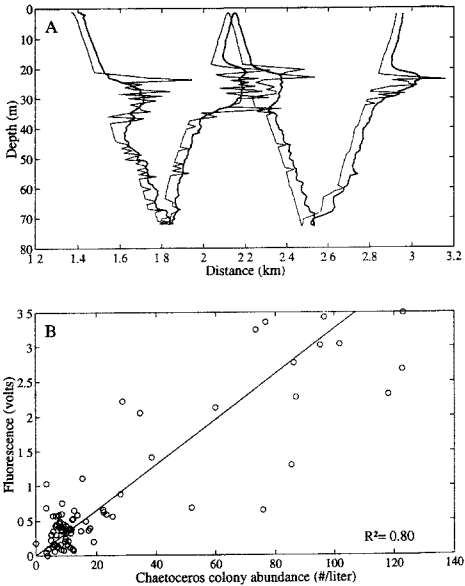 A
0
10
20
30
40
50
60
70
80
Depth (m)
1 2 1.4 1.6 1.8 2 2.2 2 4 2 6 2.8 3 3.2
Distance (km)
B
3.5
3
2.5
2
1.5
1
0.5
0
Fluorescence (volts)
R²= 0.80
0 20 40 60 80 100 120 140
Chaetoceros colony abundance (#/liter)